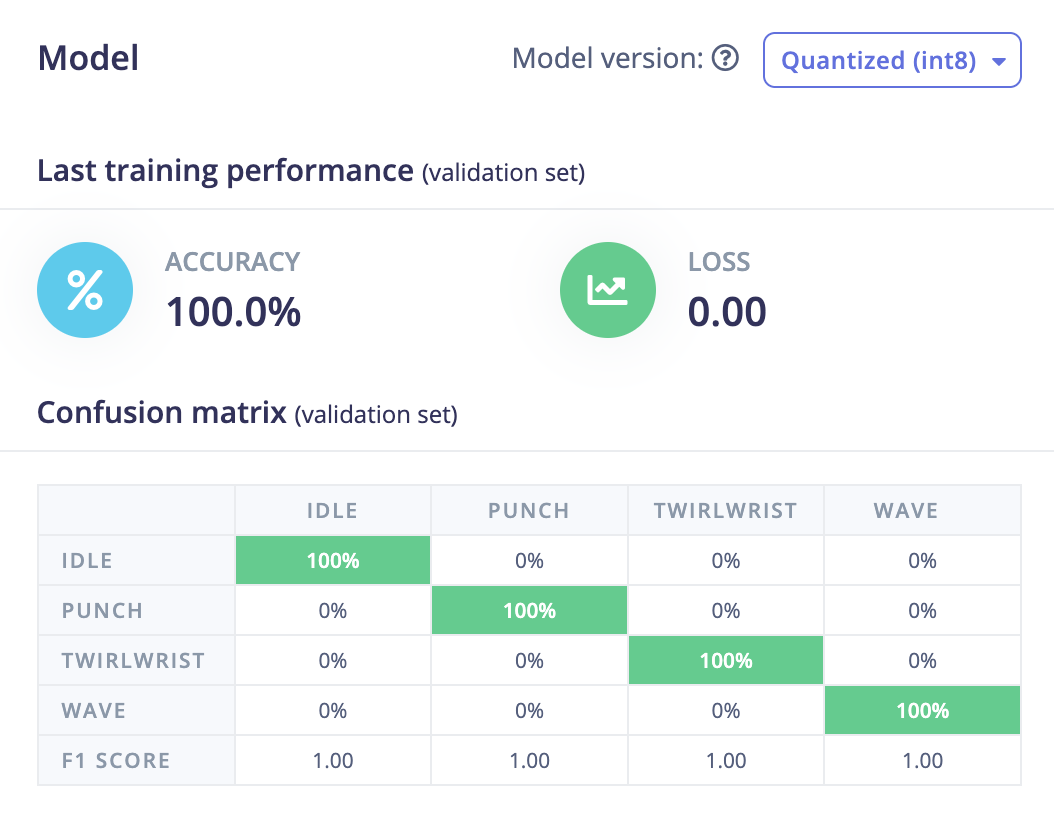 Model
Model version: ?
Quantized (int8)
Last training performance (validation set)
%
ACCURACY
100.0%
LOSS
0.00
Confusion matrix (validation set)
IDLE PUNCH TWIRLWRIST WAVE
IDLE 100% 0% 0% 0%
PUNCH 0% 100% 0% 0%
TWIRLWRIST 0% 0% 100% 0%
WAVE 0% 0% 0% 100%
F1 SCORE 1.00 1.00 1.00 1.00